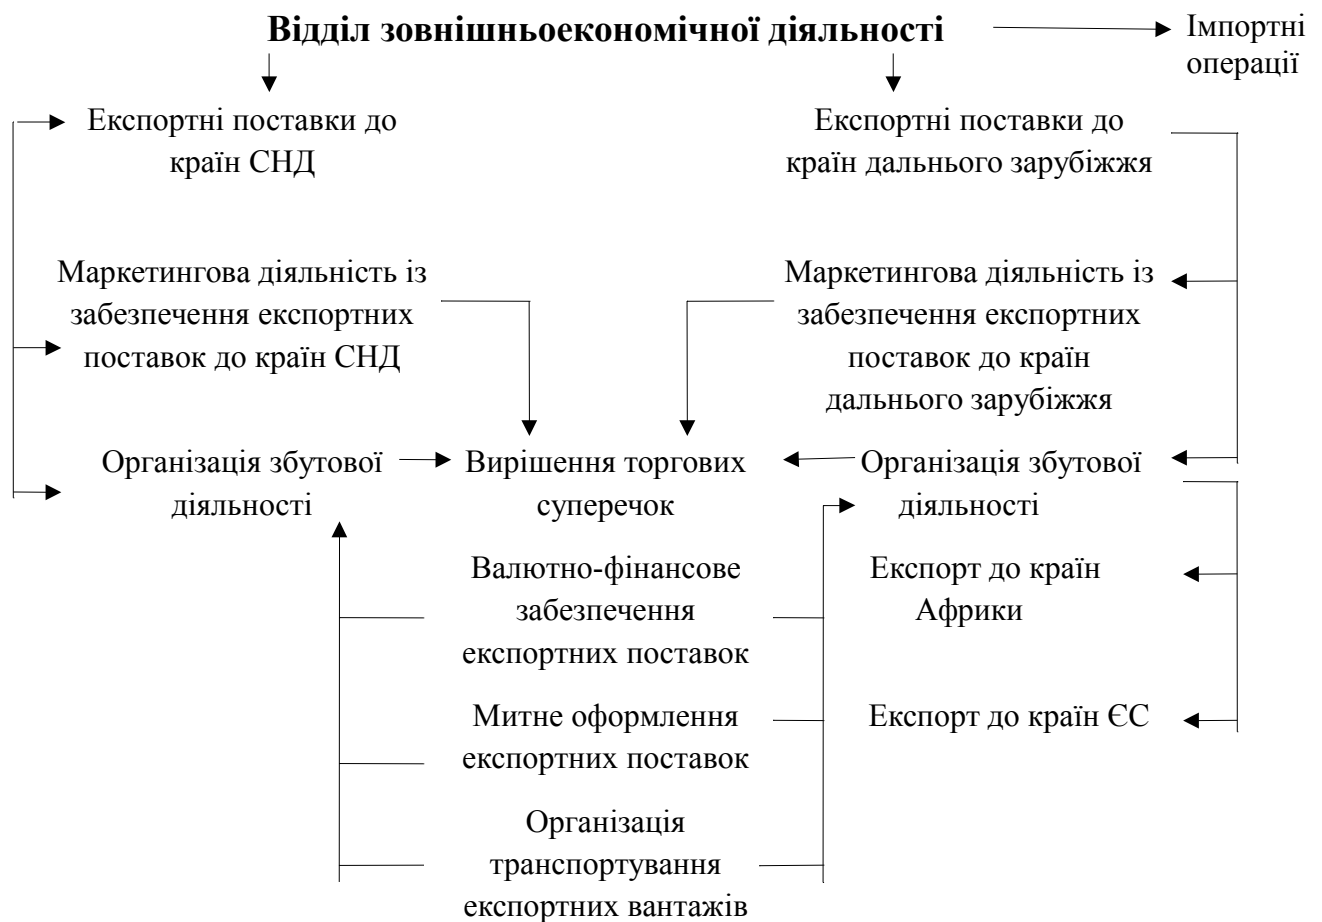 Відділ зовнішньоекономічної діяльності
Імпортні
операції
Експортні поставки до
країн СНД
Експортні поставки до
країн дальнього зарубіжжя
Маркетингова діяльність із
забезпечення експортних
поставок до країн СНД
Маркетингова діяльність із
забезпечення експортних
поставок до країн
дальнього зарубіжжя
Організація збутової
діяльності
Вирішення торгових
суперечок
Організація збутової
діяльності
Валютно-фінансове
забезпечення
експортних поставок
Експорт до країн
Африки
Митне оформлення
експортних поставок
Експорт до країн ЄС
Організація
транспортування
експортних вантажів